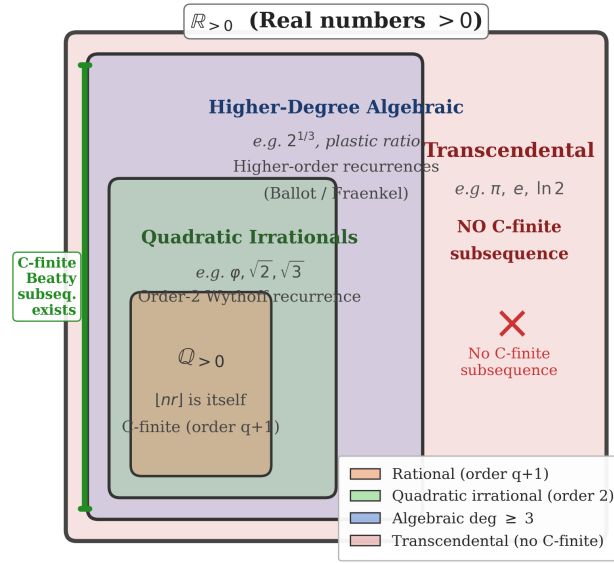 ℝ>0 (Real numbers > 0)
Higher-Degree Algebraic
e.g. 2^{1/3}, plastic ratio
Higher-order recurrences
(Ballot / Fraenkel)
Transcendental
e.g. π, e, ln 2
NO C-finite
subsequence
No C-finite
subsequence
Quadratic Irrationals
e.g. φ, √2, √3
Order-2 Wythoff recurrence
C-finite
Beatty
subseq.
exists
ℚ>0
⌊nr⌋ is itself
C-finite (order q+1)
Rational (order q+1)
Quadratic irrational (order 2)
Algebraic deg ≥ 3
Transcendental (no C-finite)